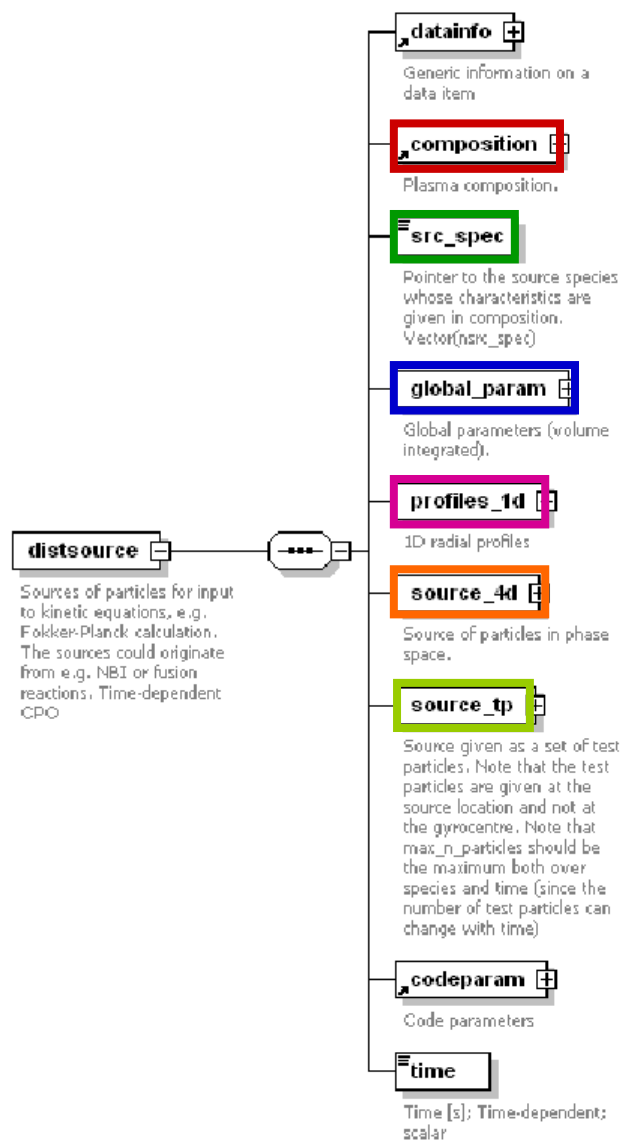 datainfo
Generic information on a
data item
composition
Plasma composition.
src_spec
Pointer to the source species
whose characteristics are
given in composition.
Vector(nsrc_spec)
global_param
Global parameters (volume
integrated).
profiles_1d
1D radial profiles
distsource
Sources of particles for input
to kinetic equations, e.g.
Fokker-Planck calculation.
The sources could originate
from e.g. NBI or fusion
reactions. Time-dependent
CPO
source_4d
Source of particles in phase
space.
source_tp
Source given as a set of test
particles. Note that the test
particles are given at the
source location and not at
the gyrocentre. Note that
max_n_particles should be
the maximum both over
species and time (since the
number of test particles can
change with time)
codeparam
Code parameters
time
Time [s]; Time-dependent;
scalar